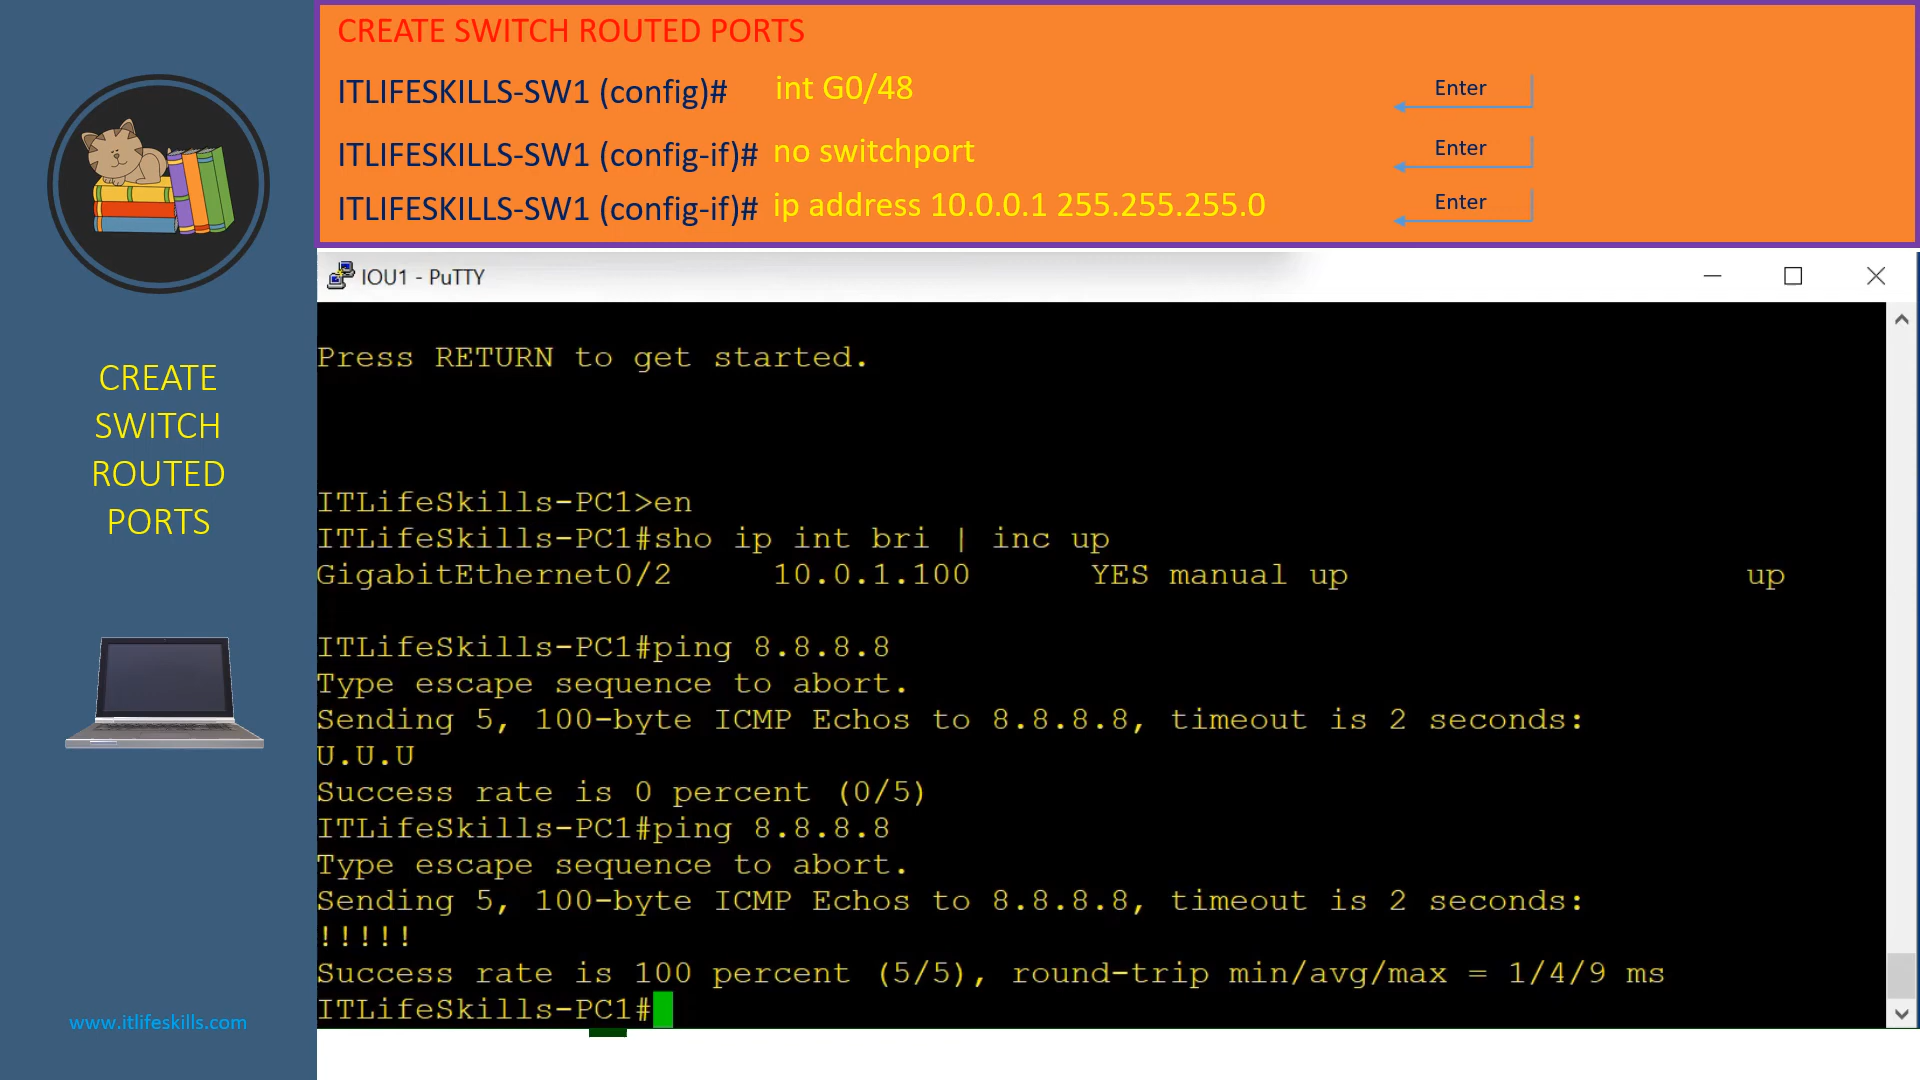 CREATE SWITCH ROUTED PORTS
ITLIFESKILLS-SW1 (config)# int G0/48 Enter
ITLIFESKILLS-SW1 (config-if)# no switchport Enter
ITLIFESKILLS-SW1 (config-if)# ip address 10.0.0.1 255.255.255.0 Enter
CREATE
SWITCH
ROUTED
PORTS
www.itlifeskills.com
IOU1 - PuTTY
Press RETURN to get started.
ITLifeSkills-PC1>en
ITLifeSkills-PC1#sho ip int bri | inc up
GigabitEthernet0/2 10.0.1.100 YES manual up up
ITLifeSkills-PC1#ping 8.8.8.8
Type escape sequence to abort.
Sending 5, 100-byte ICMP Echos to 8.8.8.8, timeout is 2 seconds:
U.U.U
Success rate is 0 percent (0/5)
ITLifeSkills-PC1#ping 8.8.8.8
Type escape sequence to abort.
Sending 5, 100-byte ICMP Echos to 8.8.8.8, timeout is 2 seconds:
!!!!!
Success rate is 100 percent (5/5), round-trip min/avg/max = 1/4/9 ms
ITLifeSkills-PC1#